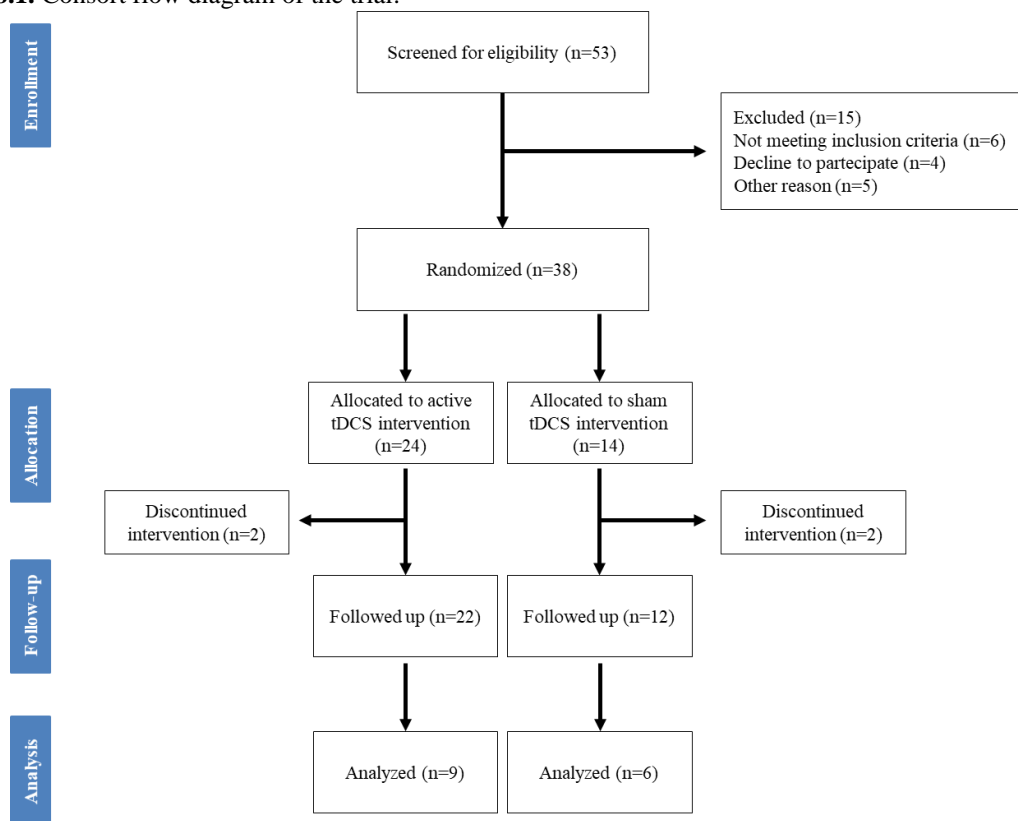 3.1. Consort flow diagram of the trial.
Enrollment
Screened for eligibility (n=53)
Excluded (n=15)
Not meeting inclusion criteria (n=6)
Decline to partecipate (n=4)
Other reason (n=5)
Randomized (n=38)
Allocation
Allocated to active
tDCS intervention
(n=24)
Allocated to sham
tDCS intervention
(n=14)
Discontinued
intervention (n=2)
Discontinued
intervention (n=2)
Follow-up
Followed up (n=22)
Followed up (n=12)
Analysis
Analyzed (n=9)
Analyzed (n=6)